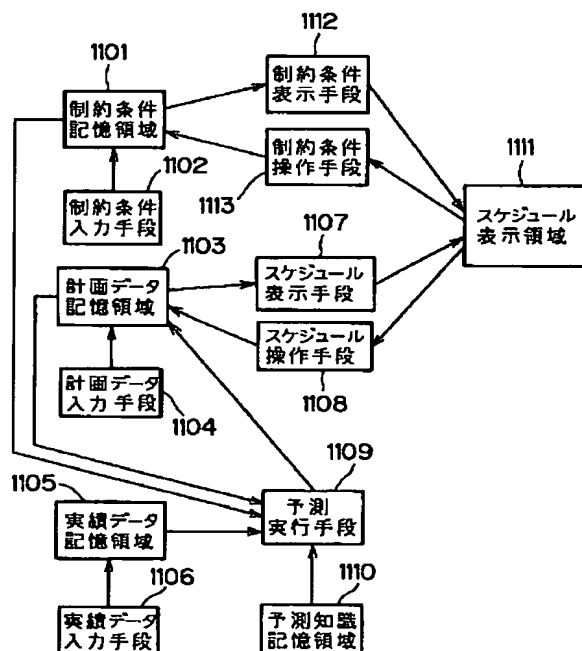 1112
1101
制約条件
表示手段
制約条件
記憶領域
1111
制約条件
操作手段
1102
1113
制約条件
入力手段
スケジュール
表示領域
1107
1103
スケジュール
表示手段
計画データ
記憶領域
スケジュール
操作手段
計画データ
入力手段
1108
1104
1109
1105
予測
実行手段
実績データ
記憶領域
1106
1110
実績データ
入力手段
予測知識
記憶領域